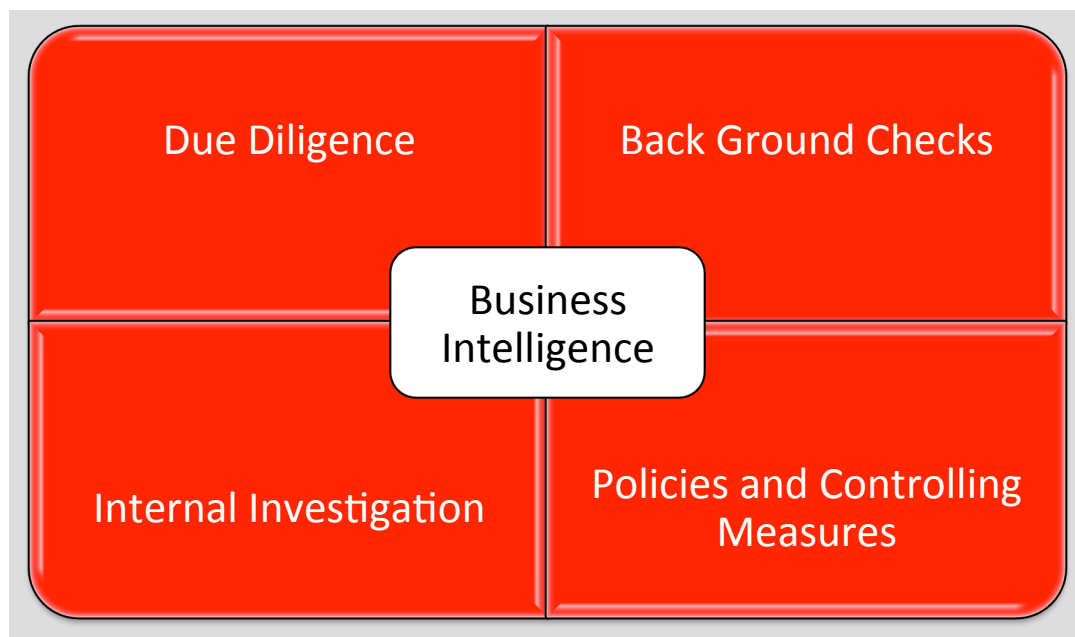 Due Diligence
Back Ground Checks
Business
Intelligence
Internal Investigation
Policies and Controlling
Measures